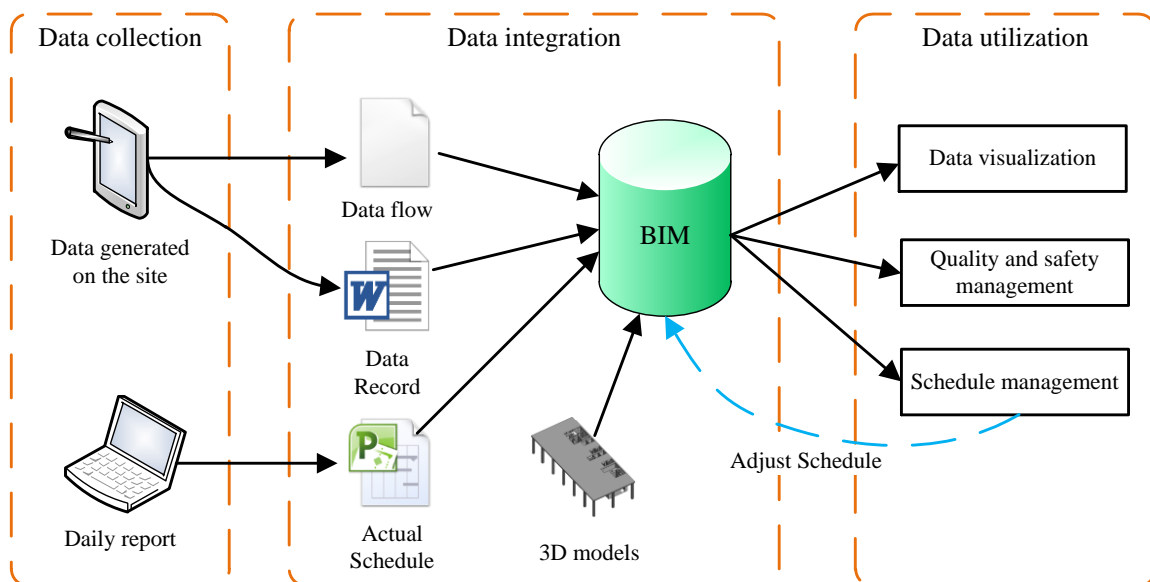 Data collection
Data integration
Data utilization
Data generated
on the site
Daily report
Data flow
W
Data
Record
P
Actual
Schedule
3D models
BIM
Adjust Schedule
Data visualization
Quality and safety
management
Schedule management